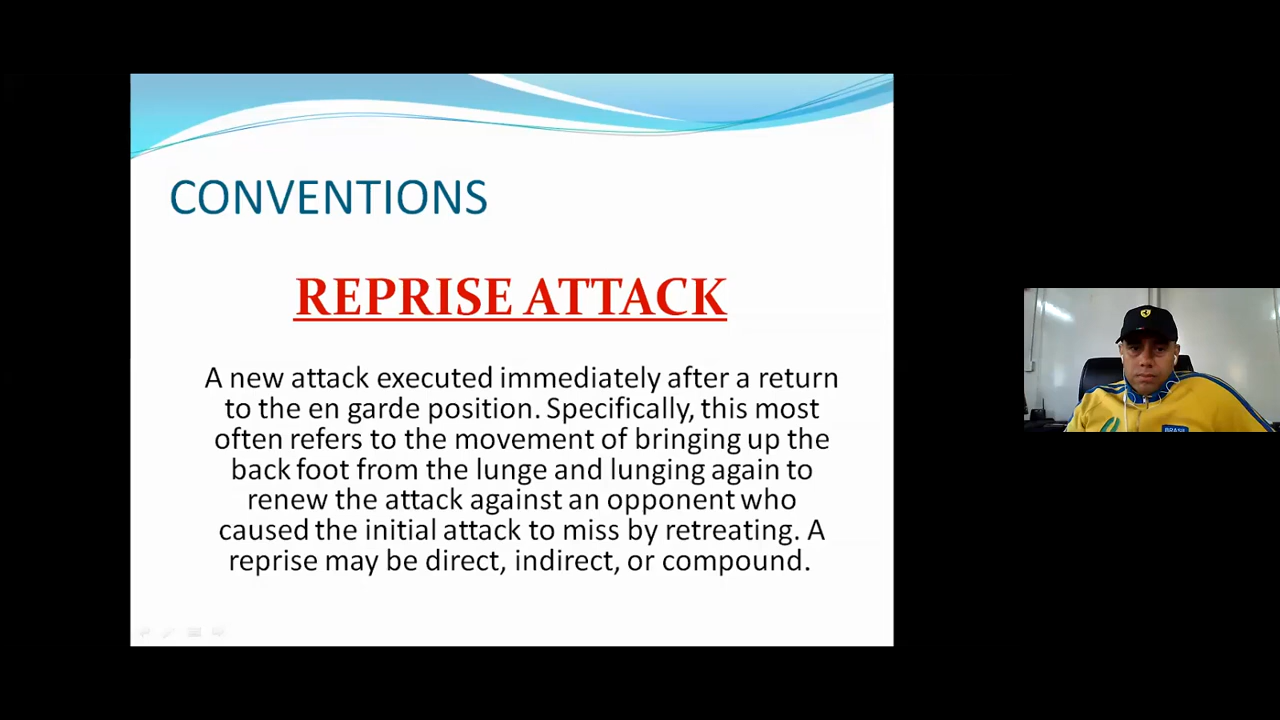 CONVENTIONS
REPRISE ATTACK
A new attack executed immediately after a return
to the en garde position. Specifically, this most
often refers to the movement of bringing up the
back foot from the lunge and lunging again to
renew the attack against an opponent who
caused the initial attack to miss by retreating. A
reprise may be direct, indirect, or compound.
BRASIL